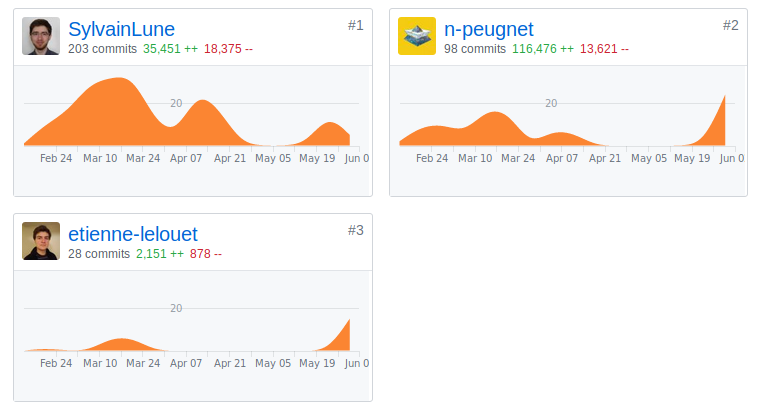 SylvainLune #1
203 commits 35,451 ++ 18,375 --
20
Feb 24 Mar 10 Mar 24 Apr 07 Apr 21 May 05 May 19 Jun 0
n-peugnet #2
98 commits 116,476 ++ 13,621 --
20
Feb 24 Mar 10 Mar 24 Apr 07 Apr 21 May 05 May 19 Jun 0
etienne-lelouet #3
28 commits 2,151 ++ 878 --
20
Feb 24 Mar 10 Mar 24 Apr 07 Apr 21 May 05 May 19 Jun 0